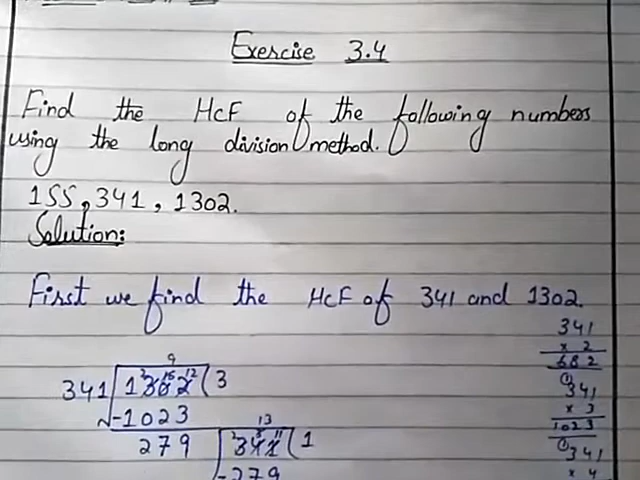 Exercise 3.4
Find the HCF of the following numbers
using the long division method.
155, 341, 1302.
Solution:
First we find the HCF of 341 and 1302.
341
x 2
682
341
x 3
1023
341
x 4
9
341 1302 3
-1023
279 341 1
-279
13